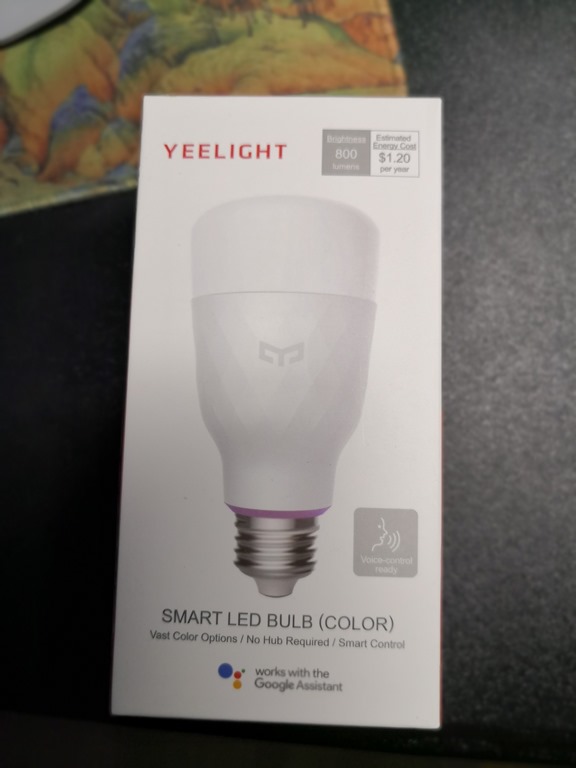 YEELIGHT
Brightness
800
lumens
Estimated
Energy Cost
$1.20
per year
Voice-control
ready
SMART LED BULB (COLOR)
Vast Color Options / No Hub Required / Smart Control
works with the
Google Assistant